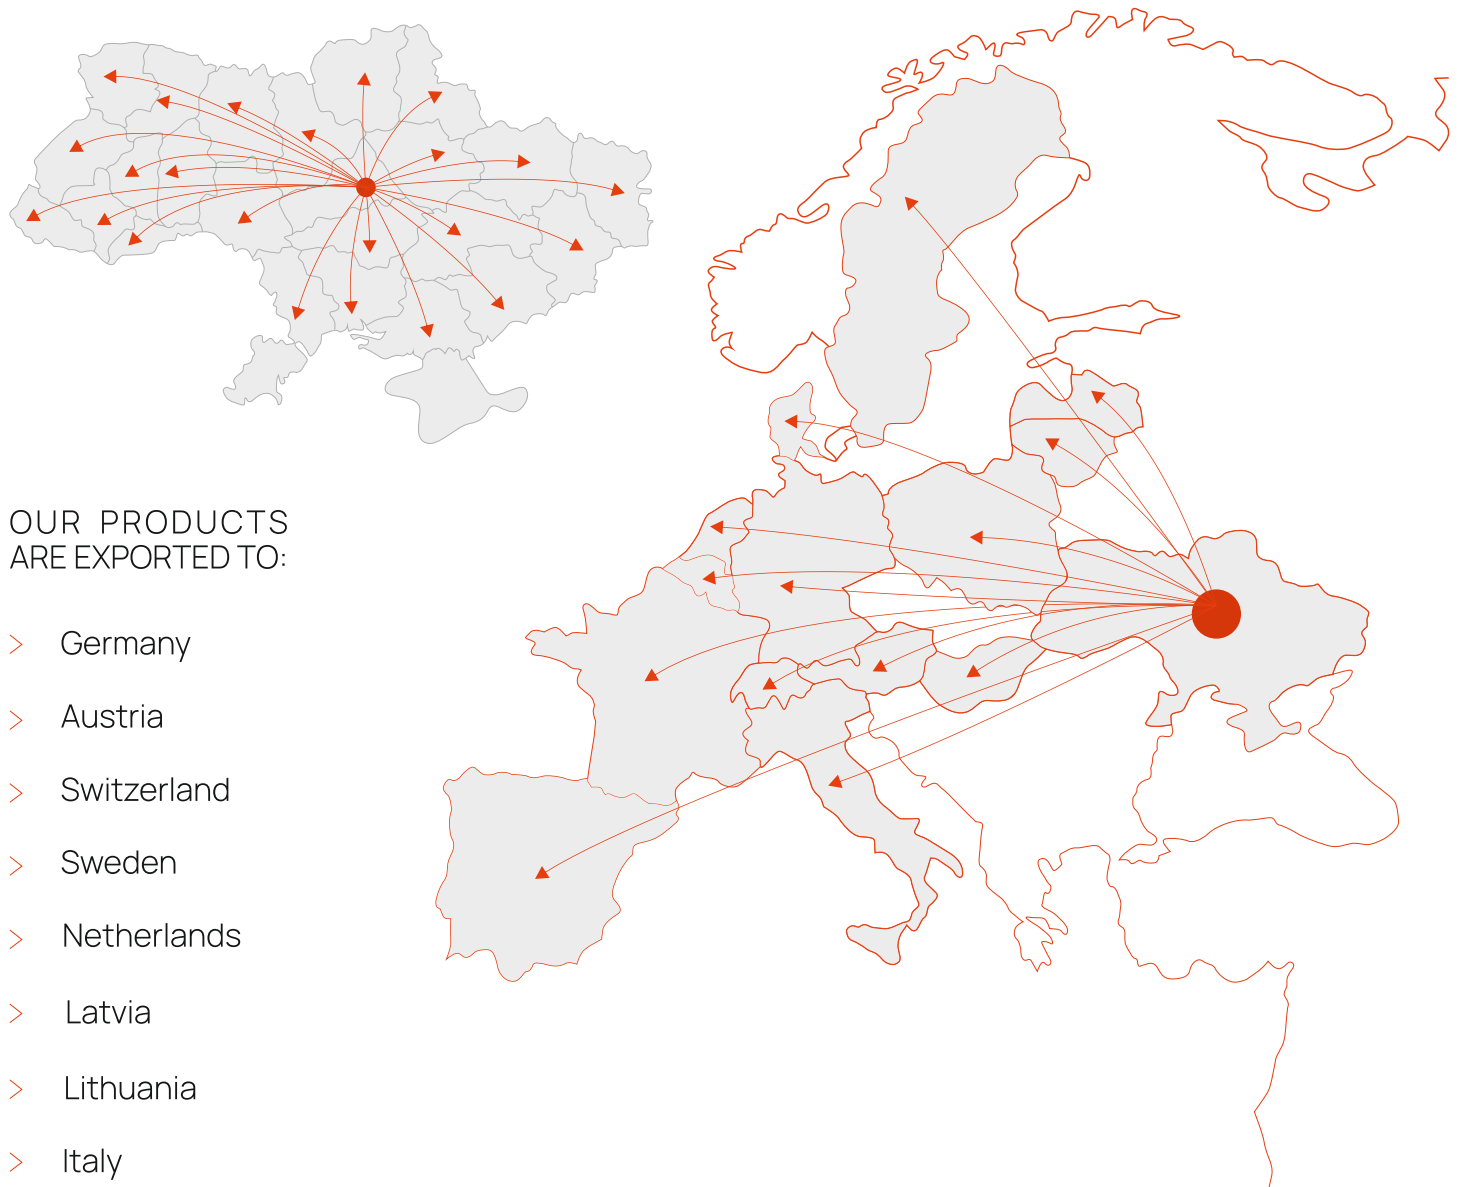 OUR PRODUCTS
ARE EXPORTED TO:
Germany
Austria
Switzerland
Sweden
Netherlands
Latvia
Lithuania
Italy